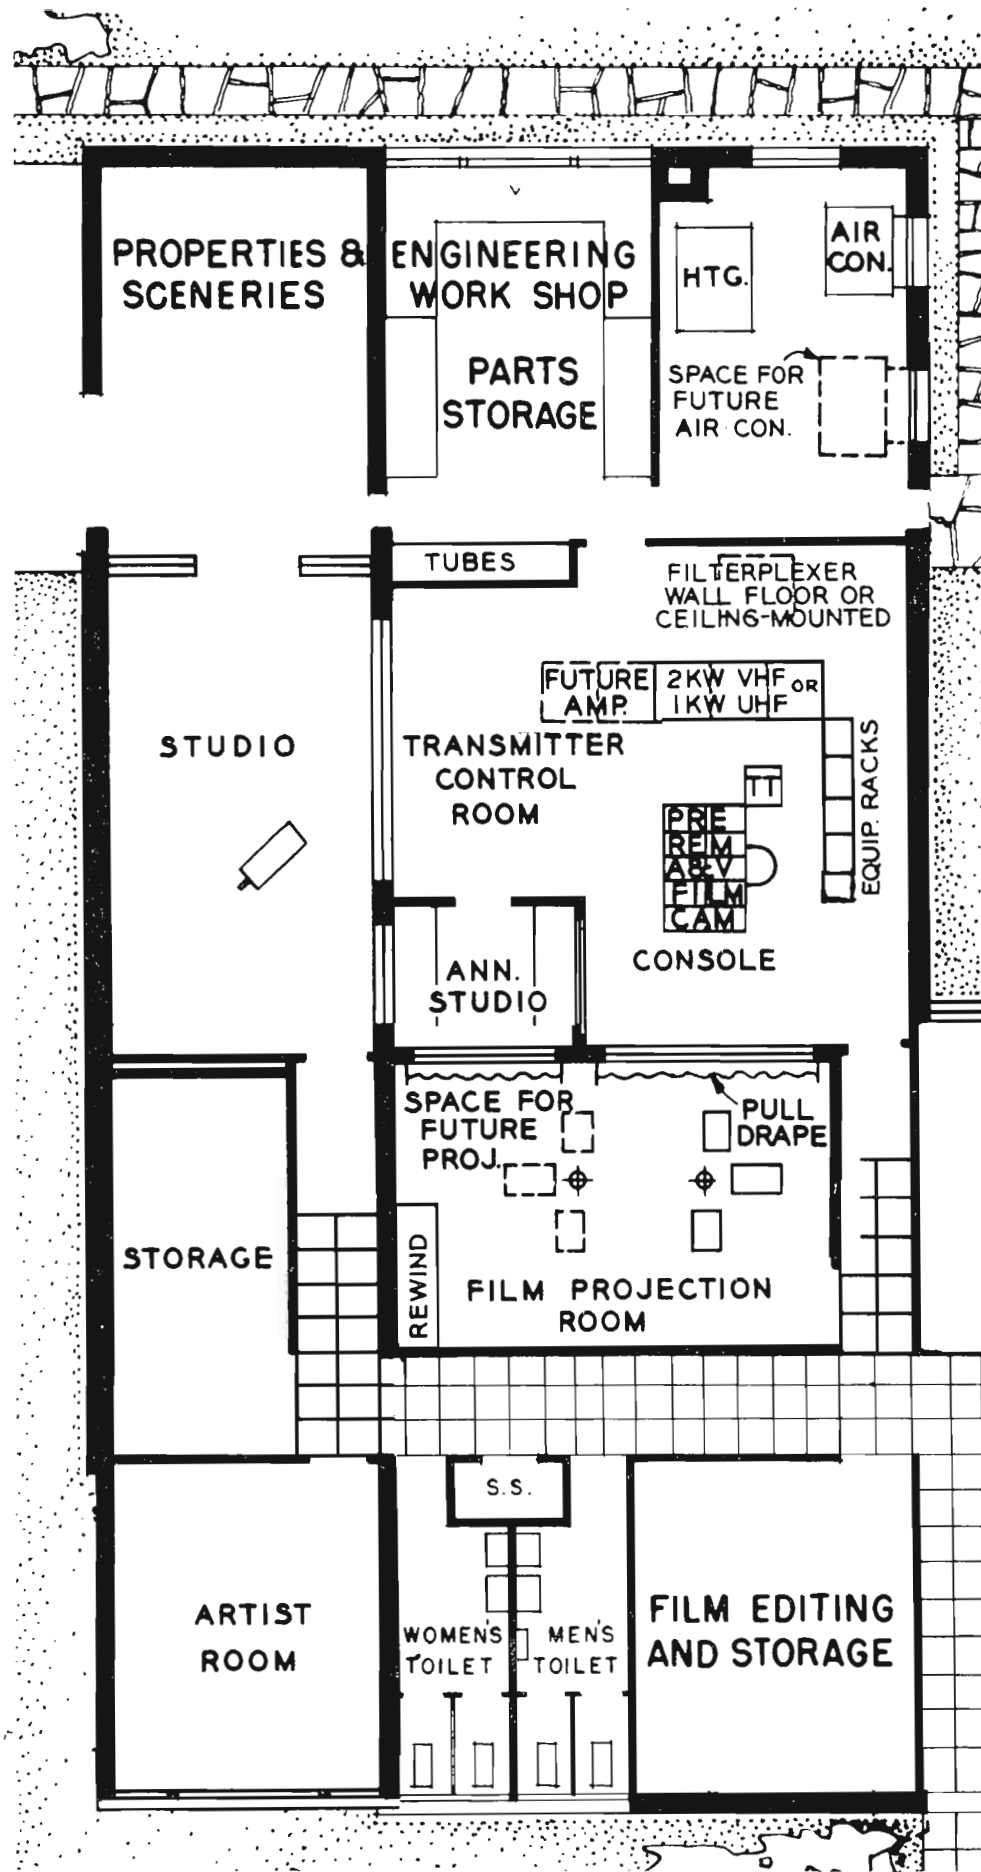 PROPERTIES &
SCENERIES
ENGINEERING
WORK SHOP
PARTS
STORAGE
HTG.
AIR
CON.
SPACE FOR
FUTURE
AIR CON.
TUBES
FILTERPLEXER
WALL FLOOR OR
CEILING-MOUNTED
FUTURE
AMP.
2KW VHF OR
1KW UHF
STUDIO
TRANSMITTER
CONTROL
ROOM
TT
PRE
REM
A&V
FILM
CAM
EQUIP. RACKS
CONSOLE
ANN.
STUDIO
SPACE FOR
FUTURE
PROJ.
PULL
DRAPE
STORAGE
REWIND
FILM PROJECTION
ROOM
S.S.
ARTIST
ROOM
WOMEN'S
TOILET
MEN'S
TOILET
FILM EDITING
AND STORAGE